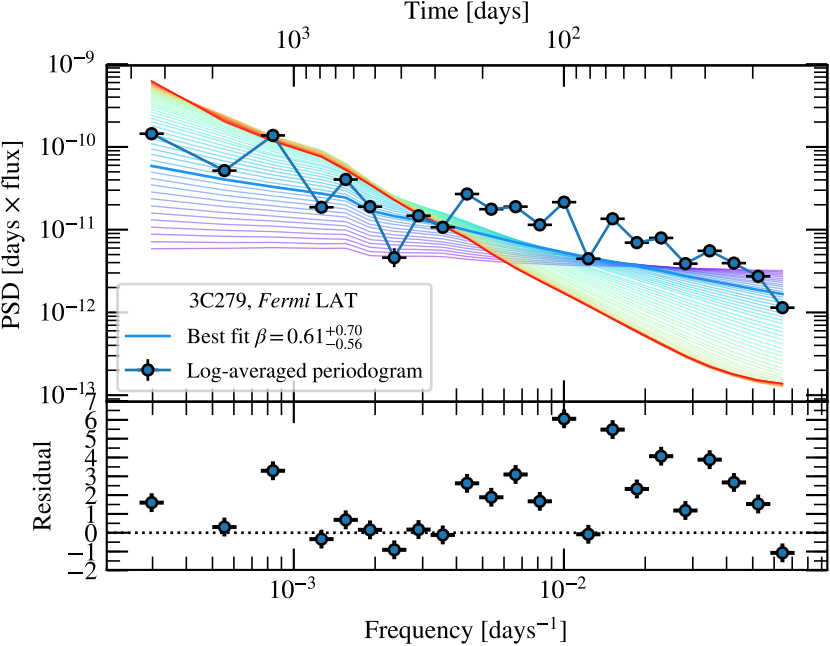 Time [days]
10³ 10²
10⁻⁹
10⁻¹⁰
10⁻¹¹
10⁻¹²
10⁻¹³
PSD [days × flux]
3C279, Fermi LAT
Best fit β=0.61 +0.70 −0.56
Log-averaged periodogram
7
6
5
4
3
2
1
0
−1
−2
Residual
10⁻³ 10⁻²
Frequency [days⁻¹]